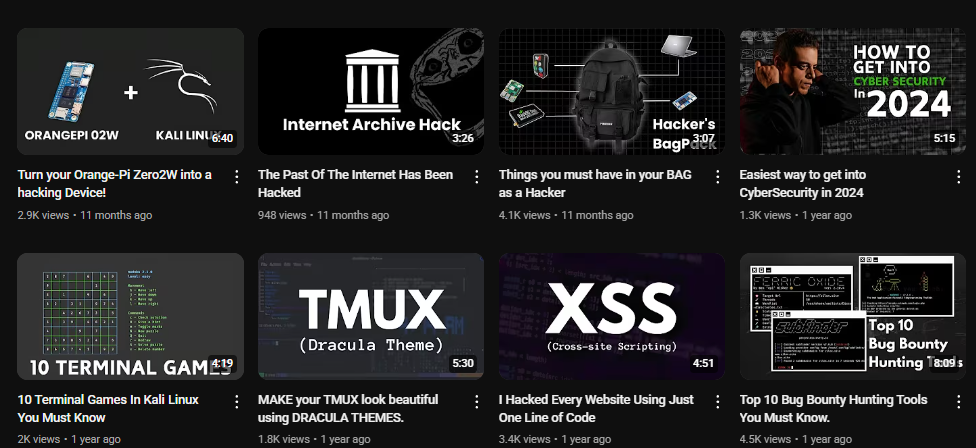 ORANGEPI 02W
+
KALI LINUX
6:40
Internet Archive Hack
3:26
Hacker's
BagPack
3:07
HOW TO
GET INTO
CYBER SECURITY
In 2024
5:15
Turn your Orange-Pi Zero2W into a
hacking Device!
2.9K views • 11 months ago
The Past Of The Internet Has Been
Hacked
948 views • 11 months ago
Things you must have in your BAG
as a Hacker
4.1K views • 11 months ago
Easiest way to get into
CyberSecurity in 2024
1.3K views • 1 year ago
10 TERMINAL GAMES
4:19
TMUX
(Dracula Theme)
5:30
XSS
(Cross-site Scripting)
4:51
FERRIC OXIDE
subfinder
Top 10
Bug Bounty
Hunting
8:09
10 Terminal Games In Kali Linux
You Must Know
2K views • 1 year ago
MAKE your TMUX look beautiful
using DRACULA THEMES.
1.8K views • 1 year ago
I Hacked Every Website Using Just
One Line of Code
3.4K views • 1 year ago
Top 10 Bug Bounty Hunting Tools
You Must Know.
4.5K views • 1 year ago